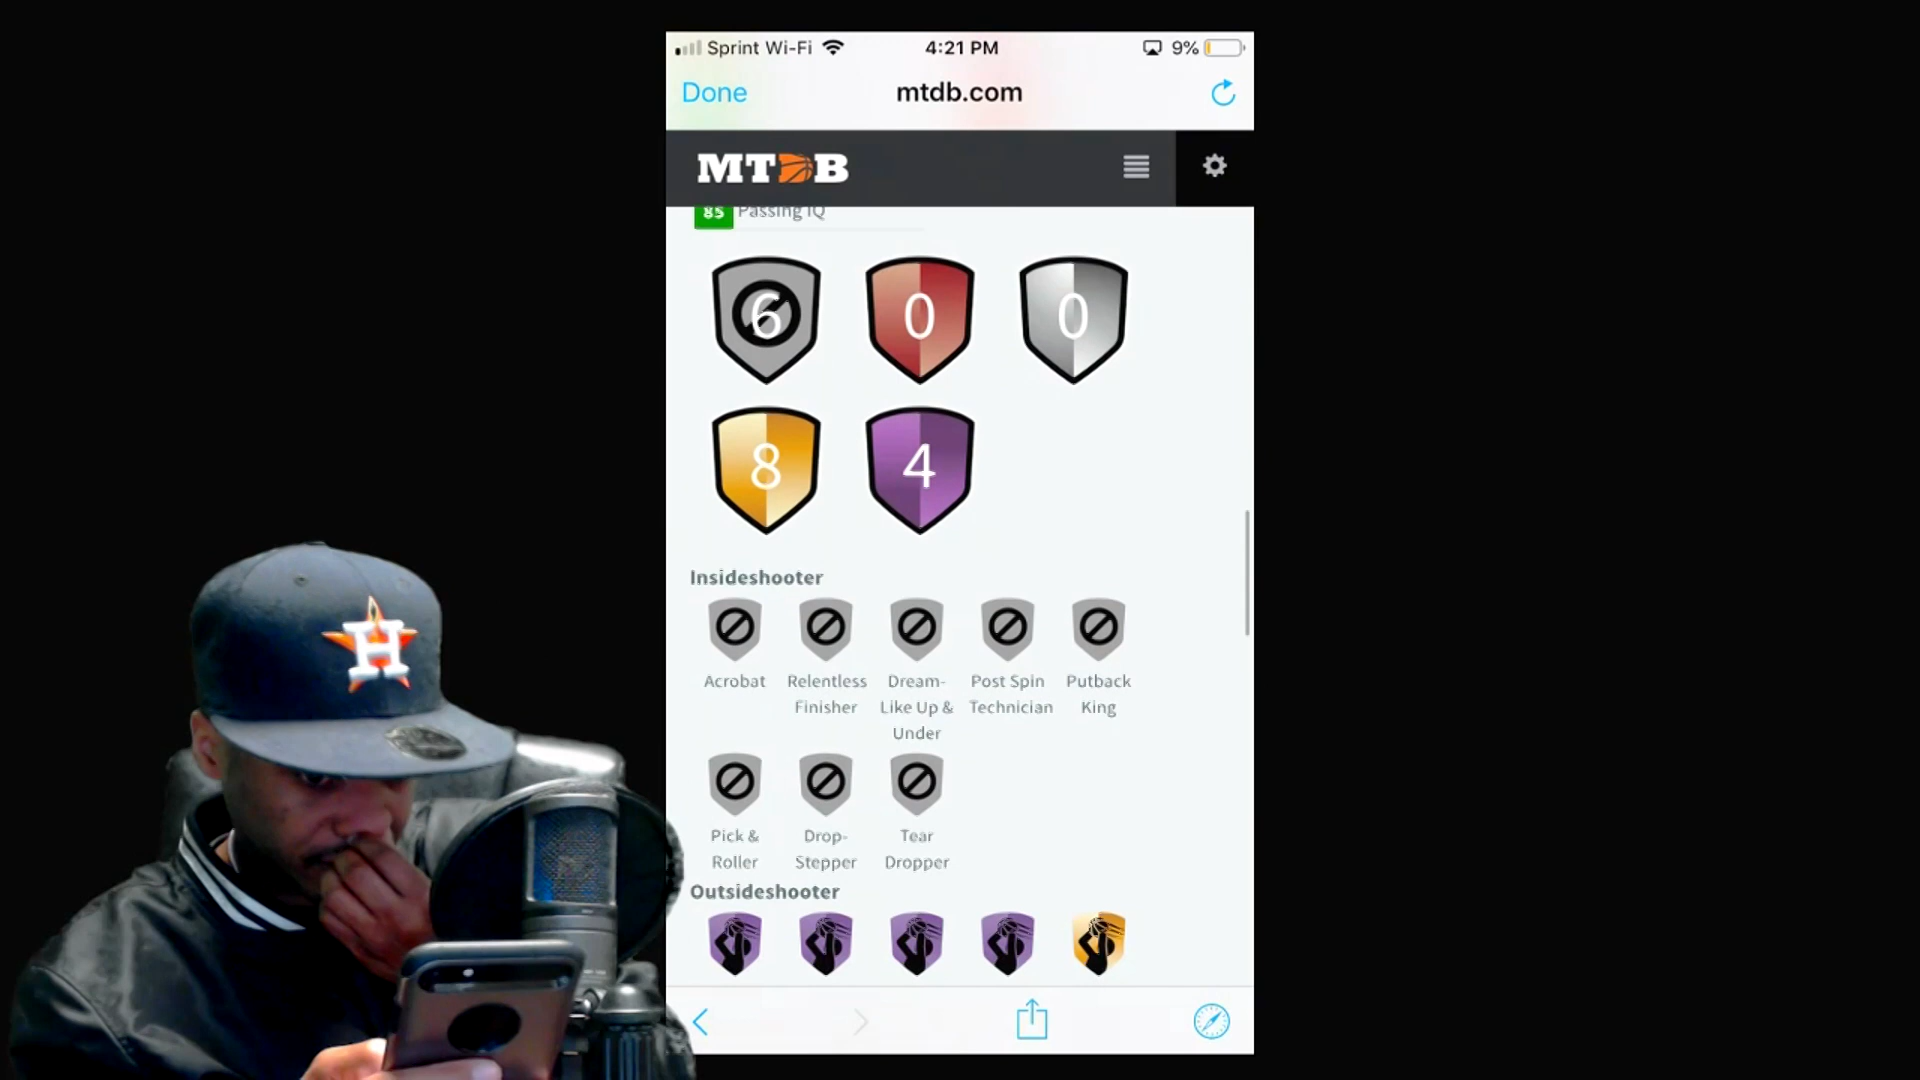 Sprint Wi-Fi 4:21 PM 9%
Done mtdb.com
MTDB
85 Passing IQ
6 0 0
8 4
Insideshooter
Acrobat Relentless Finisher Dream-Like Up & Under Post Spin Technician Putback King
Pick & Roller Drop-Stepper Tear Dropper
Outsideshooter
H